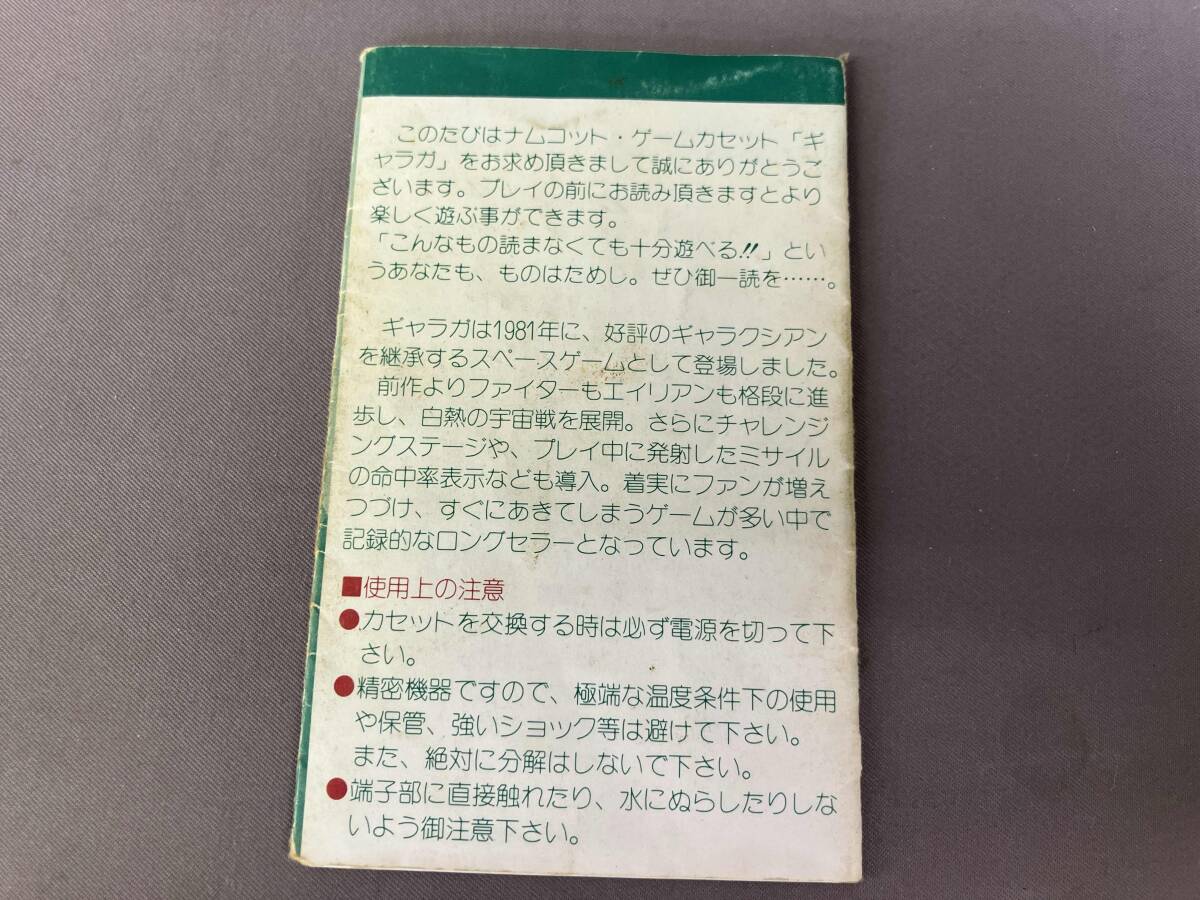 このたびはナムコット・ゲームカセット「ギ
ャラガ」をお求め頂きまして誠にありがとうご
ざいます。プレイの前にお読み頂きますとより
楽しく遊ぶ事ができます。
「こんなもの読まなくても十分遊べる!!」とい
うあなたも、ものはためし。ぜひ御一読を……。
ギャラガは1981年に、好評のギャラクシアン
を継承するスペースゲームとして登場しました。
前作よりファイターもエイリアンも格段に進
歩し、白熱の宇宙戦を展開。さらにチャレンジ
ングステージや、プレイ中に発射したミサイル
の命中率表示なども導入。着実にファンが増え
つづけ、すぐにあきてしまうゲームが多い中で
記録的なロングセラーとなっています。
■使用上の注意
●カセットを交換する時は必ず電源を切って下
さい。
●精密機器ですので、極端な温度条件下の使用
や保管、強いショック等は避けて下さい。
また、絶対に分解はしないで下さい。
●端子部に直接触れたり、水にぬらしたりしな
いよう御注意下さい。